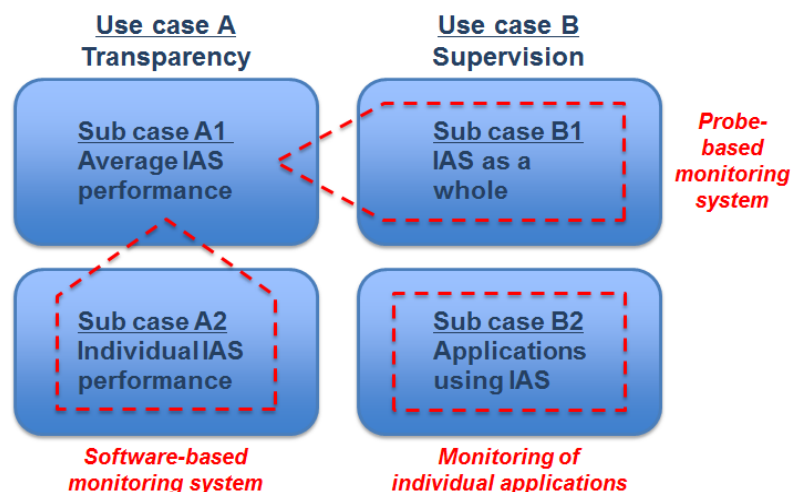 Use case A
Transparency
Use case B
Supervision
Sub case A1
Average IAS
performance
Sub case B1
IAS as a
whole
Probe-
based
monitoring
system
Sub case A2
Individual IAS
performance
Sub case B2
Applications
using IAS
Software-based
monitoring system
Monitoring of
individual applications